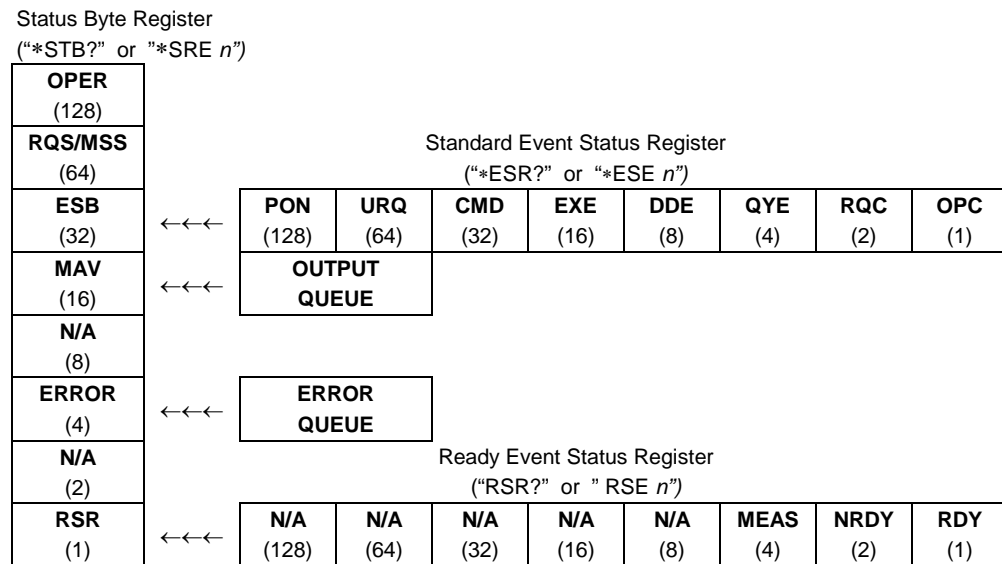 Status Byte Register
(“∗STB?” or ”∗SRE n”)
OPER
(128)
RQS/MSS
(64)
Standard Event Status Register
(“∗ESR?” or “∗ESE n”)
ESB
(32)
←←←
PON
(128)
URQ
(64)
CMD
(32)
EXE
(16)
DDE
(8)
QYE
(4)
RQC
(2)
OPC
(1)
MAV
(16)
←←←
OUTPUT
QUEUE
N/A
(8)
ERROR
(4)
←←←
ERROR
QUEUE
N/A
(2)
Ready Event Status Register
(“RSR?” or ” RSE n”)
RSR
(1)
←←←
N/A
(128)
N/A
(64)
N/A
(32)
N/A
(16)
N/A
(8)
MEAS
(4)
NRDY
(2)
RDY
(1)